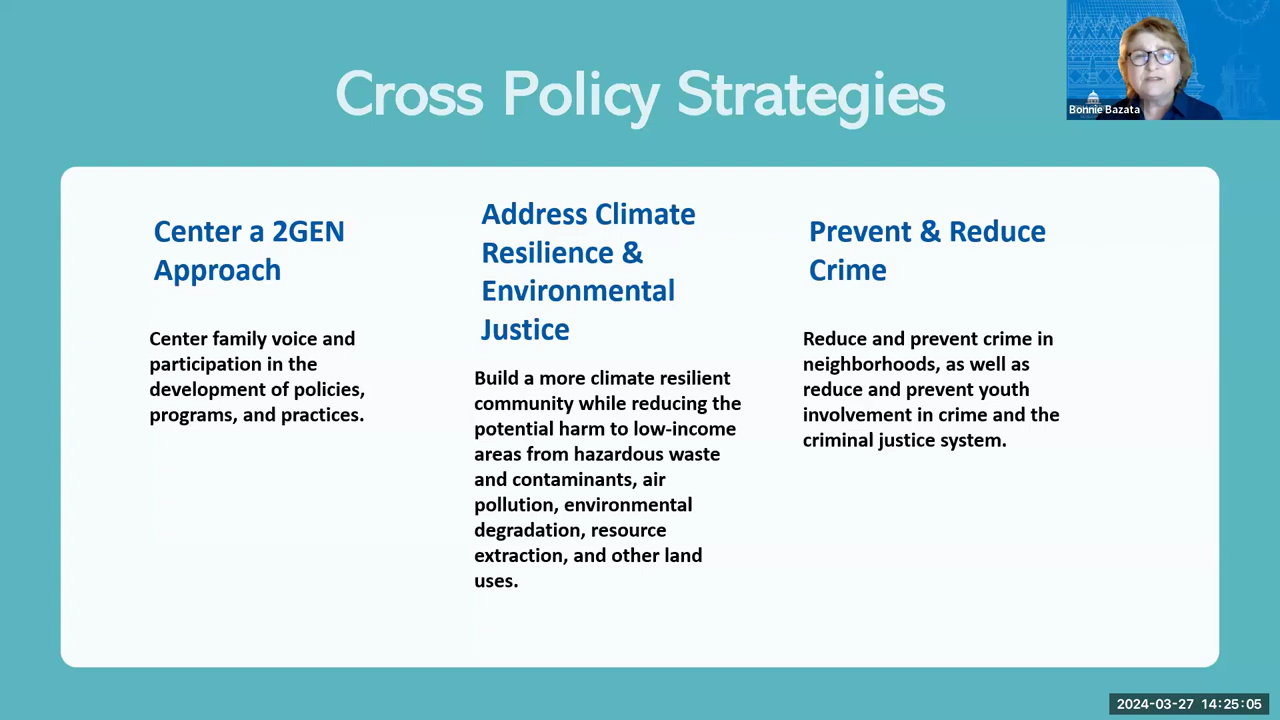 Cross Policy Strategies
Bonnie Bazata
Center a 2GEN
Approach
Center family voice and
participation in the
development of policies,
programs, and practices.
Address Climate
Resilience &
Environmental
Justice
Build a more climate resilient
community while reducing the
potential harm to low-income
areas from hazardous waste
and contaminants, air
pollution, environmental
degradation, resource
extraction, and other land
uses.
Prevent & Reduce
Crime
Reduce and prevent crime in
neighborhoods, as well as
reduce and prevent youth
involvement in crime and the
criminal justice system.
2024-03-27 14:25:05